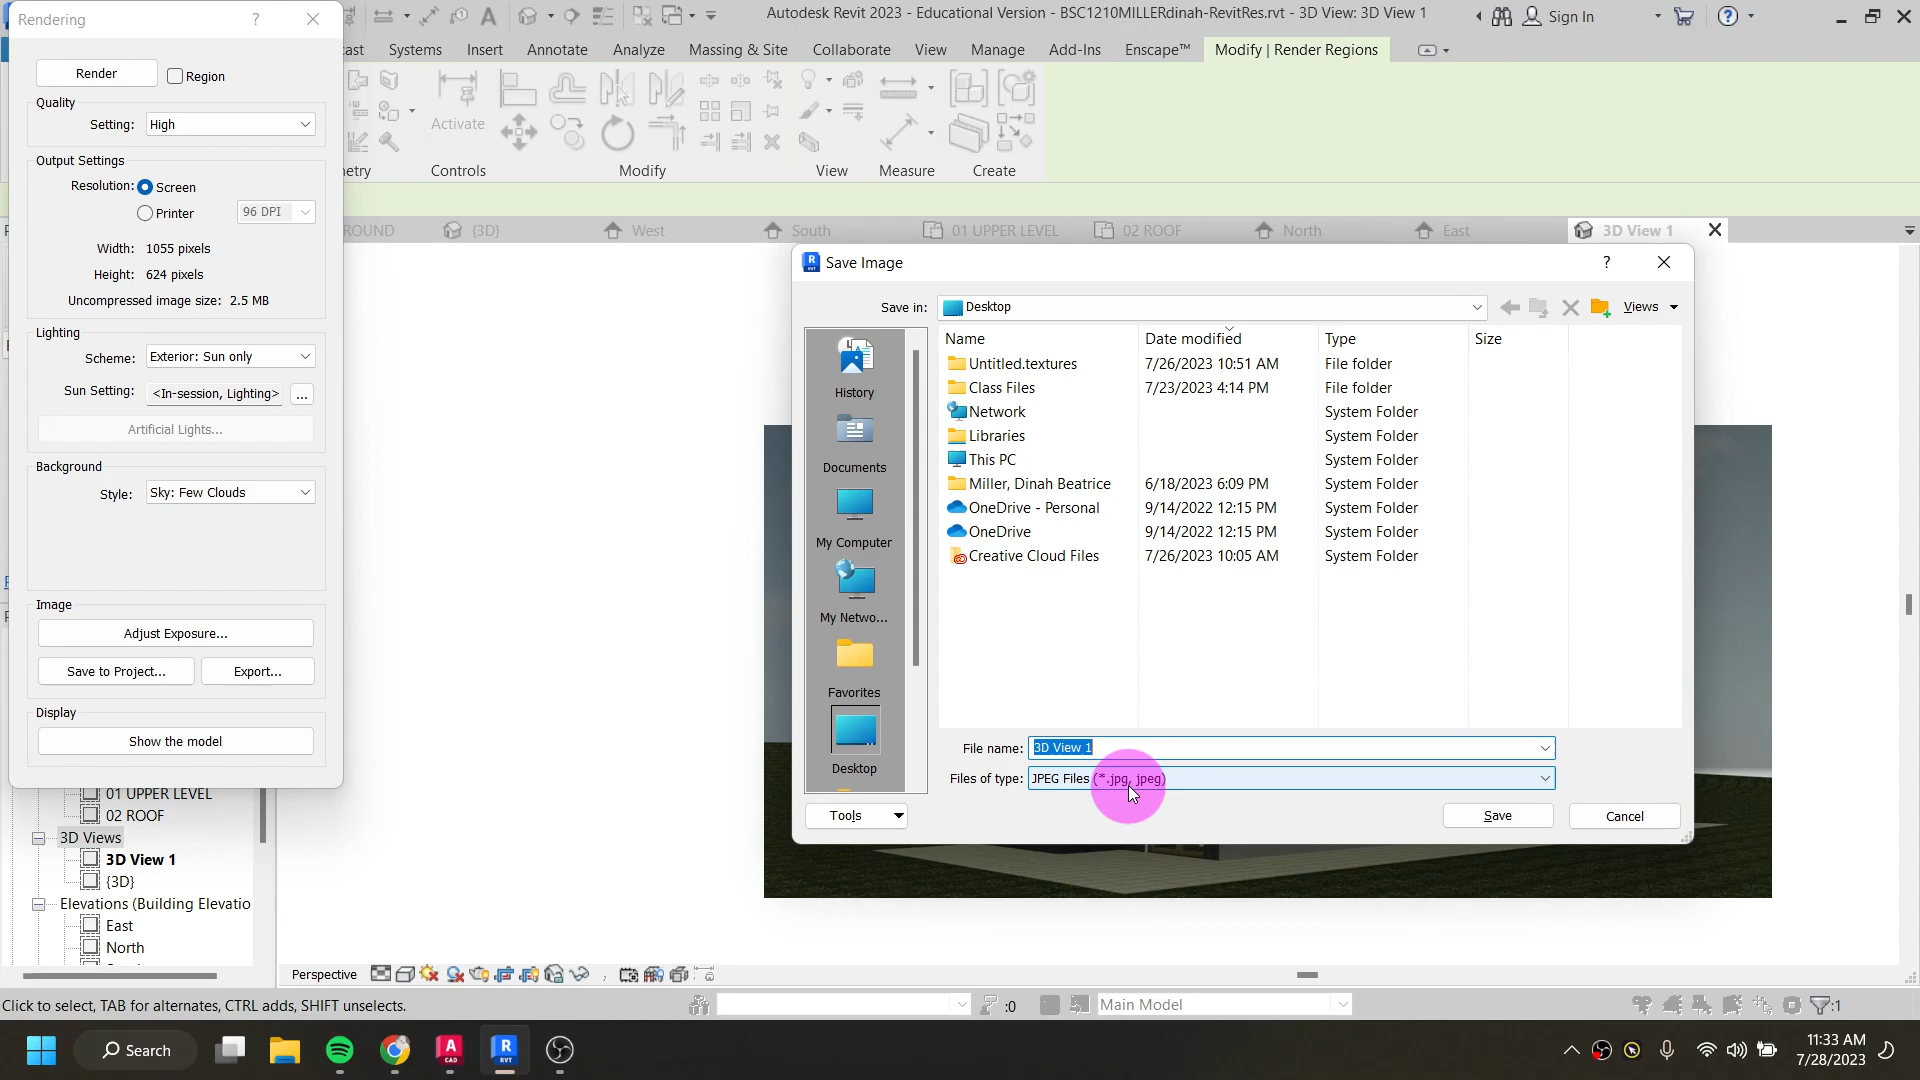 Rendering ?
Autodesk Revit 2023 - Educational Version - BSC1210MILLERdinah-RevitRes.rvt - 3D View: 3D View 1
Sign In
Systems Insert Annotate Analyze Massing & Site Collaborate View Manage Add-Ins Enscape™ Modify | Render Regions
Render
Region
Quality
Setting: High
Output Settings
Resolution: Screen
Printer 96 DPI
Width: 1055 pixels
Height: 624 pixels
Uncompressed image size: 2.5 MB
Lighting
Scheme: Exterior: Sun only
Sun Setting: <In-session, Lighting> ...
Artificial Lights...
Background
Style: Sky: Few Clouds
Image
Adjust Exposure...
Save to Project... Export...
Display
Show the model
Activate
Controls Modify View Measure Create
{3D} West South 01 UPPER LEVEL 02 ROOF North East 3D View 1
Save Image ?
Save in: Desktop Views
Name Date modified Type Size
Untitled.textures 7/26/2023 10:51 AM File folder
Class Files 7/23/2023 4:14 PM File folder
Network System Folder
Libraries System Folder
This PC System Folder
Miller, Dinah Beatrice 6/18/2023 6:09 PM System Folder
OneDrive - Personal 9/14/2022 12:15 PM System Folder
OneDrive 9/14/2022 12:15 PM System Folder
Creative Cloud Files 7/26/2023 10:05 AM System Folder
History
Documents
My Computer
My Netwo...
Favorites
Desktop
File name: 3D View 1
Files of type: JPEG Files (*.jpg, jpeg)
Tools Save Cancel
01 UPPER LEVEL
02 ROOF
3D Views
3D View 1
{3D}
Elevations (Building Elevatio
East
North
Perspective
Click to select, TAB for alternates, CTRL adds, SHIFT unselects.
:0
Main Model
:1
Search
11:33 AM
7/28/2023